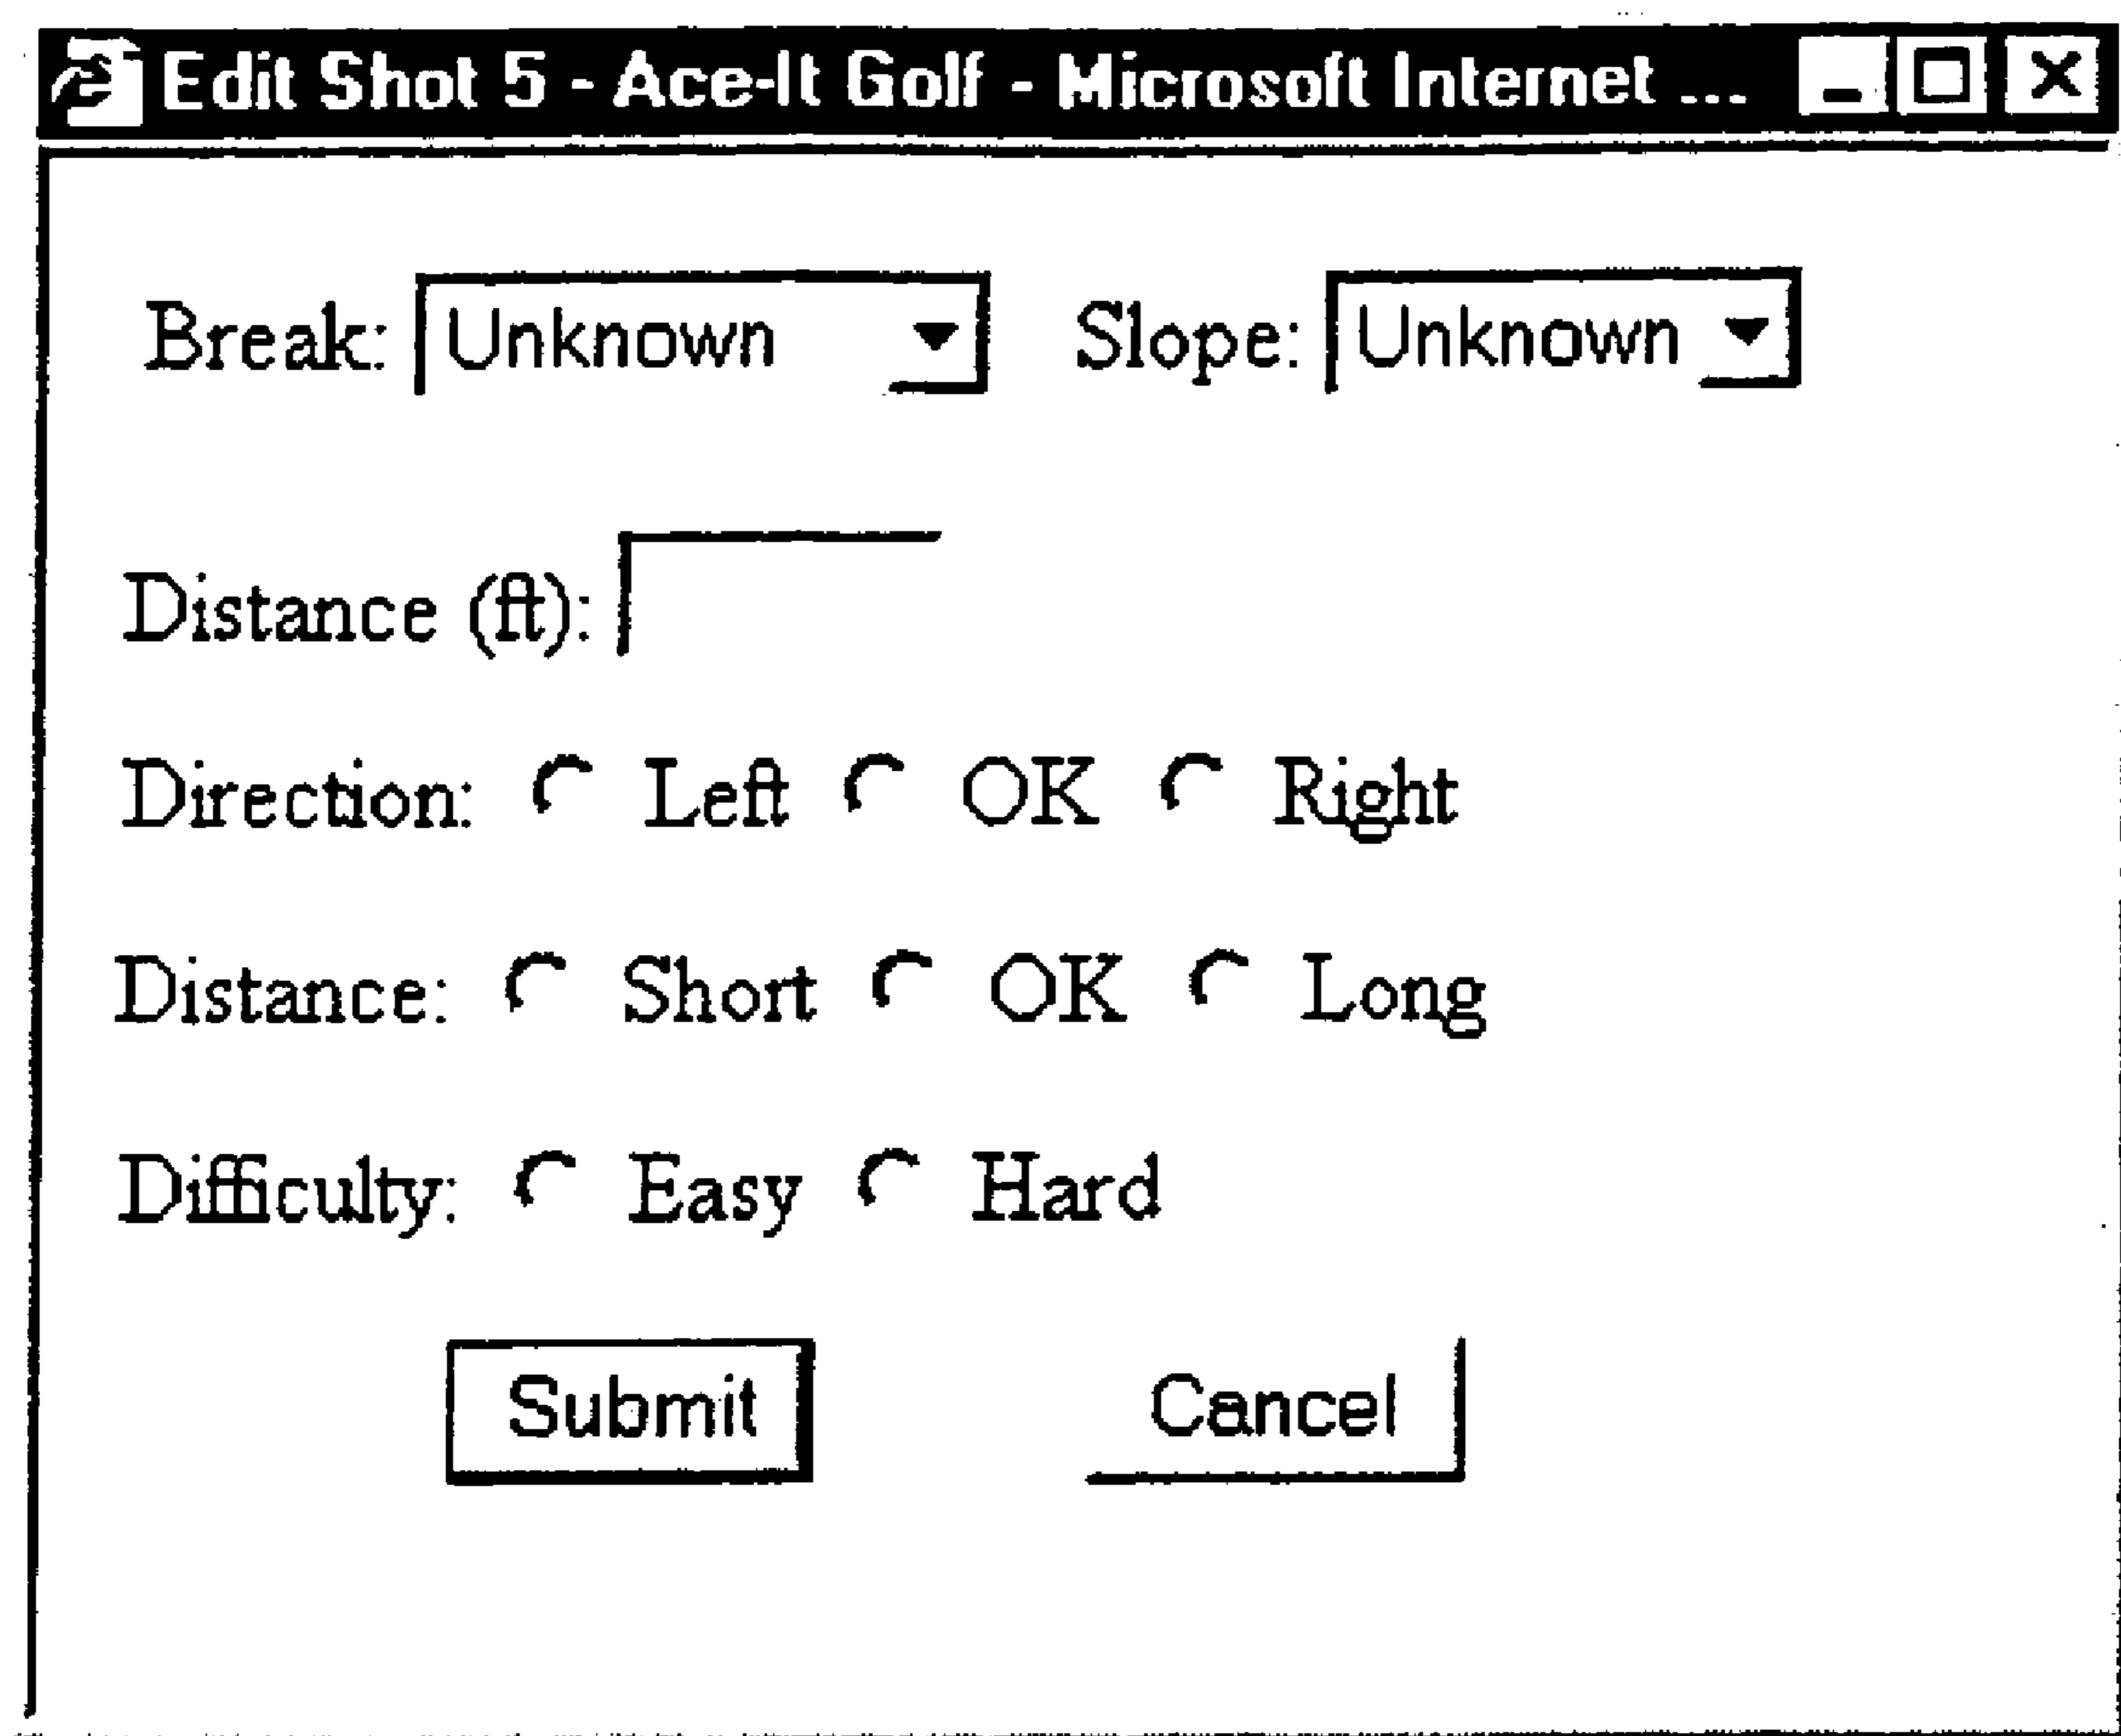 Edit Shot 5 - Ace-It Golf - Microsoft Internet ...
Break: Unknown Slope: Unknown
Distance (ft):
Direction: Left OK Right
Distance: Short OK Long
Difficulty: Easy Hard
Submit Cancel